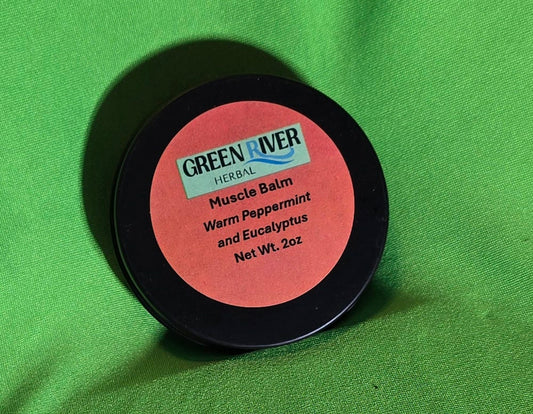 GREEN RIVER
HERBAL
Muscle Balm
Warm Peppermint
and Eucalyptus
Net Wt. 2oz